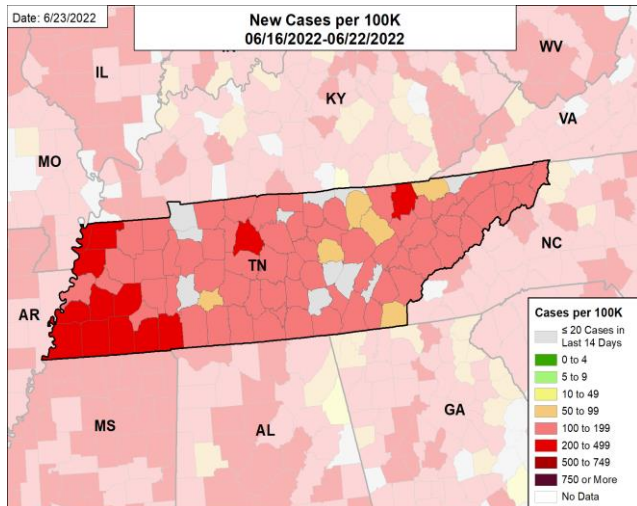 Date: 6/23/2022
New Cases per 100K
06/16/2022-06/22/2022
WV
IL
KY
VA
MO
TN
NC
AR
MS
AL
GA
Cases per 100K
≤ 20 Cases in
Last 14 Days
0 to 4
5 to 9
10 to 49
50 to 99
100 to 199
200 to 499
500 to 749
750 or More
No Data